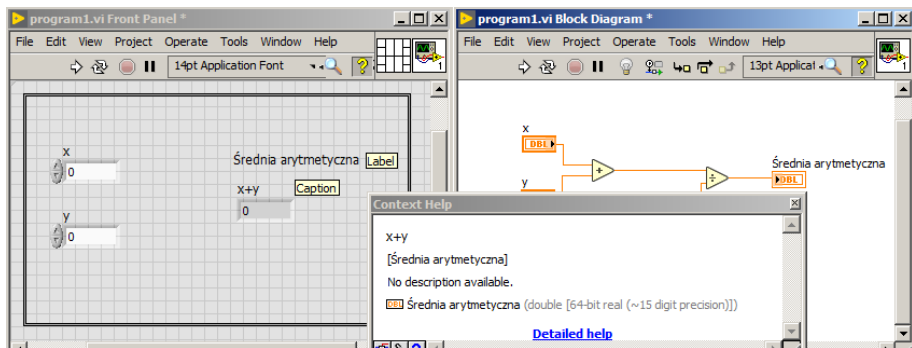 program1.vi Front Panel *
File Edit View Project Operate Tools Window Help
14pt Application Font
1
x
0
y
0
Średnia arytmetyczna
Label
x+y
Caption
0
program1.vi Block Diagram *
File Edit View Project Operate Tools Window Help
13pt Applicat
1
x
DBL
y
+
÷
Średnia arytmetyczna
DBL
Context Help
x+y
[Średnia arytmetyczna]
No description available.
DBL Średnia arytmetyczna (double [64-bit real (~15 digit precision)])
Detailed help